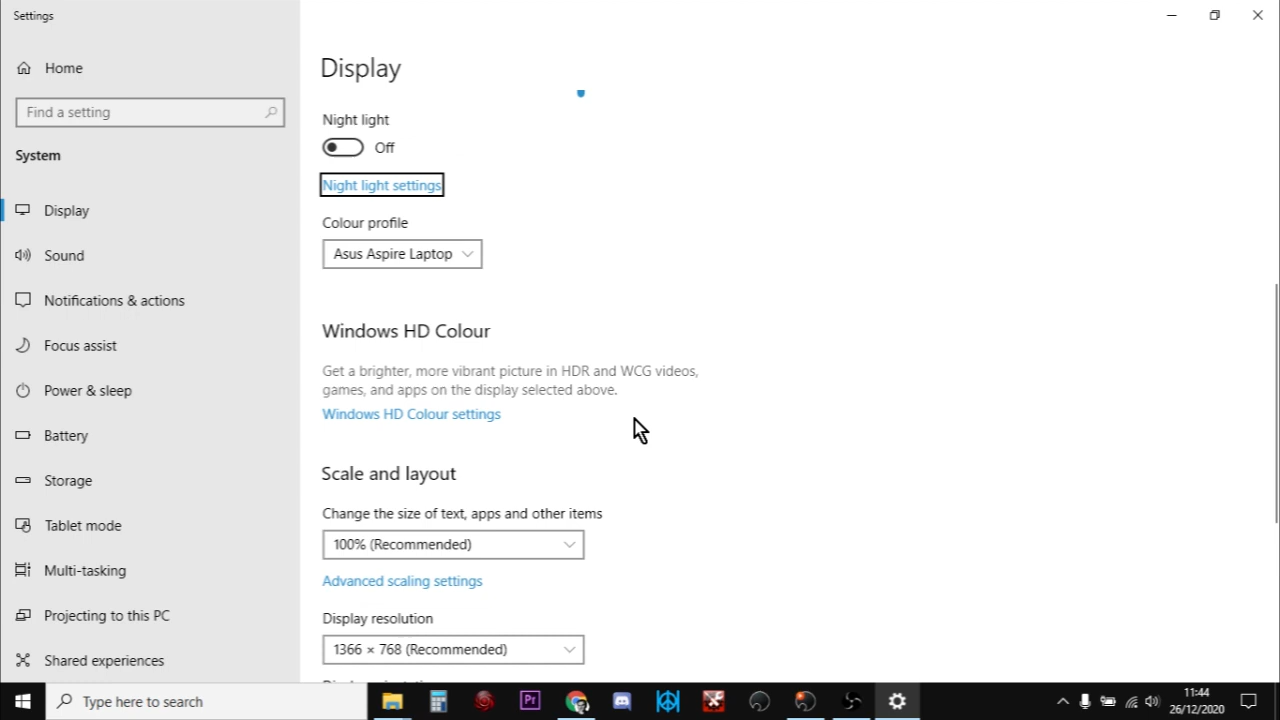 Settings
Home
Find a setting
System
Display
Sound
Notifications & actions
Focus assist
Power & sleep
Battery
Storage
Tablet mode
Multi-tasking
Projecting to this PC
Shared experiences
Display
Night light
Off
Night light settings
Colour profile
Asus Aspire Laptop
Windows HD Colour
Get a brighter, more vibrant picture in HDR and WCG videos,
games, and apps on the display selected above.
Windows HD Colour settings
Scale and layout
Change the size of text, apps and other items
100% (Recommended)
Advanced scaling settings
Display resolution
1366 × 768 (Recommended)
Type here to search
Pr
11:44
26/12/2020